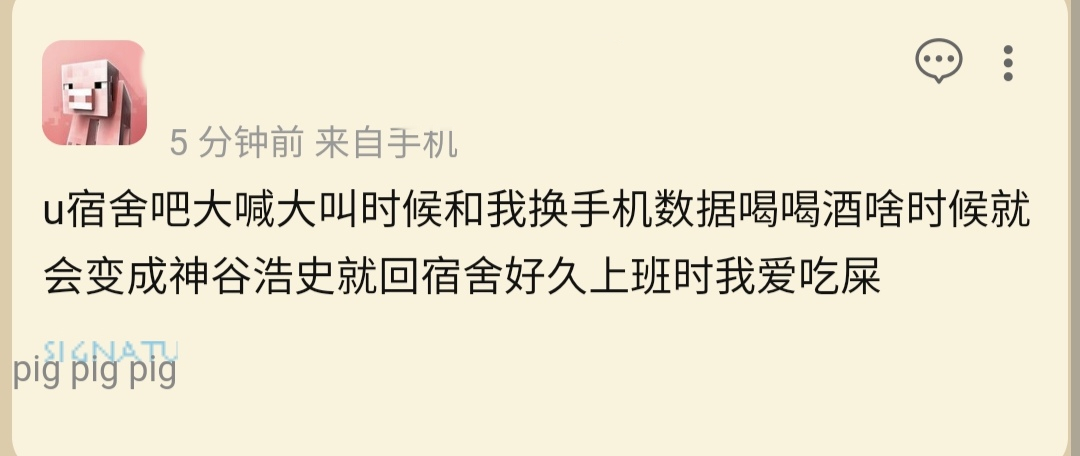 5 分钟前 来自手机
u宿舍吧大喊大叫时候和我换手机数据喝喝酒啥时候就
会变成神谷浩史就回宿舍好久上班时我爱吃屎
SIGNATU
pig pig pig